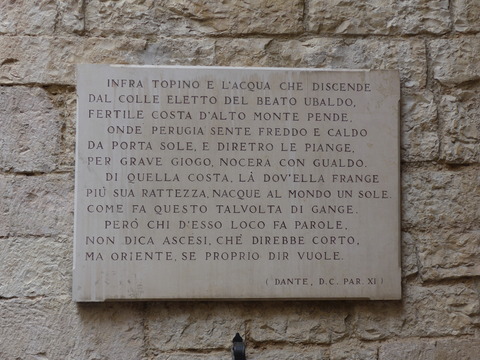 INFRA TOPINO E L'ACQUA CHE DISCENDE
DAL COLLE ELETTO DEL BEATO UBALDO,
FERTILE COSTA D'ALTO MONTE PENDE,
ONDE PERUGIA SENTE FREDDO E CALDO
DA PORTA SOLE, E DIRETRO LE PIANGE,
PER GRAVE GIOGO, NOCERA CON GUALDO.
DI QUELLA COSTA, LÁ DOV'ELLA FRANGE
PIÚ SUA RATTEZZA, NACQUE AL MONDO UN SOLE.
COME FA QUESTO TALVOLTA DI GANGE.
PERÓ CHI D'ESSO LOCO FA PAROLE,
NON DICA ASCESI, CHÉ DIREBBE CORTO,
MA ORIENTE, SE PROPRIO DIR VUOLE.
( DANTE, D.C. PAR. XI )